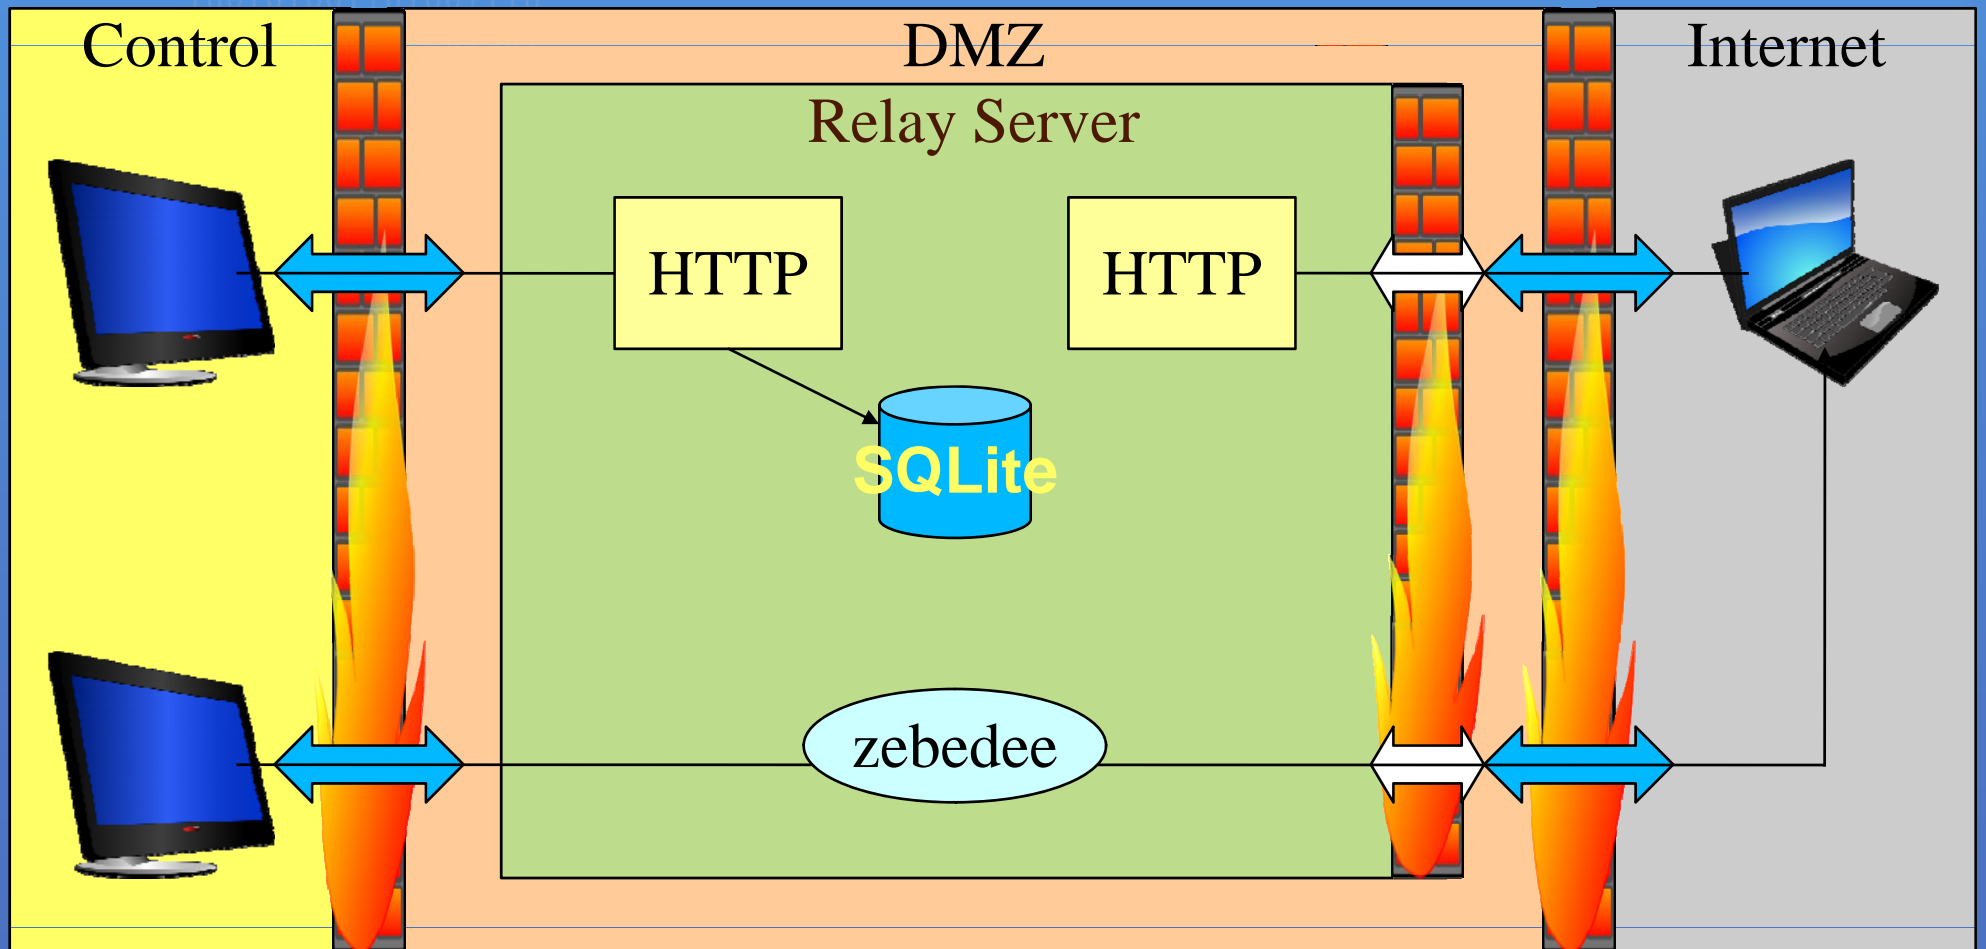 Control
DMZ
Internet
Relay Server
HTTP
HTTP
SQLite
zebedee